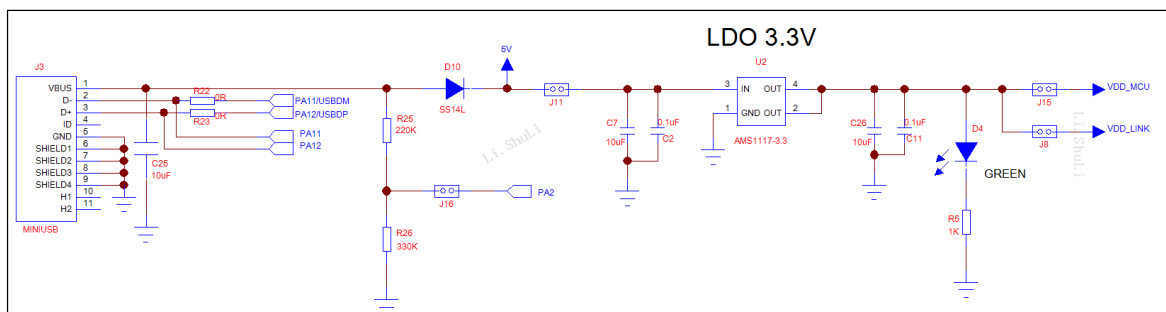 LDO 3.3V
J3
VBUS 1
D- 2
D+ 3
ID 4
GND 5
SHIELD1 6
SHIELD2 7
SHIELD3 8
SHIELD4 9
H1 10
H2 11
MINIUSB
R22 0R
R23 0R
PA11/USBDM
PA12/USBDP
PA11
PA12
C25
10uF
R25
220K
R26
330K
J16
PA2
D10
SS14L
5V
J11
C7
10uF
0.1uF
C2
U2
3 IN OUT 4
1 GND OUT 2
AMS1117-3.3
C26
10uF
0.1uF
C11
D4
GREEN
R5
1K
J15
VDD_MCU
J8
VDD_LINK
Li.ShuLi
Li.ShuLi